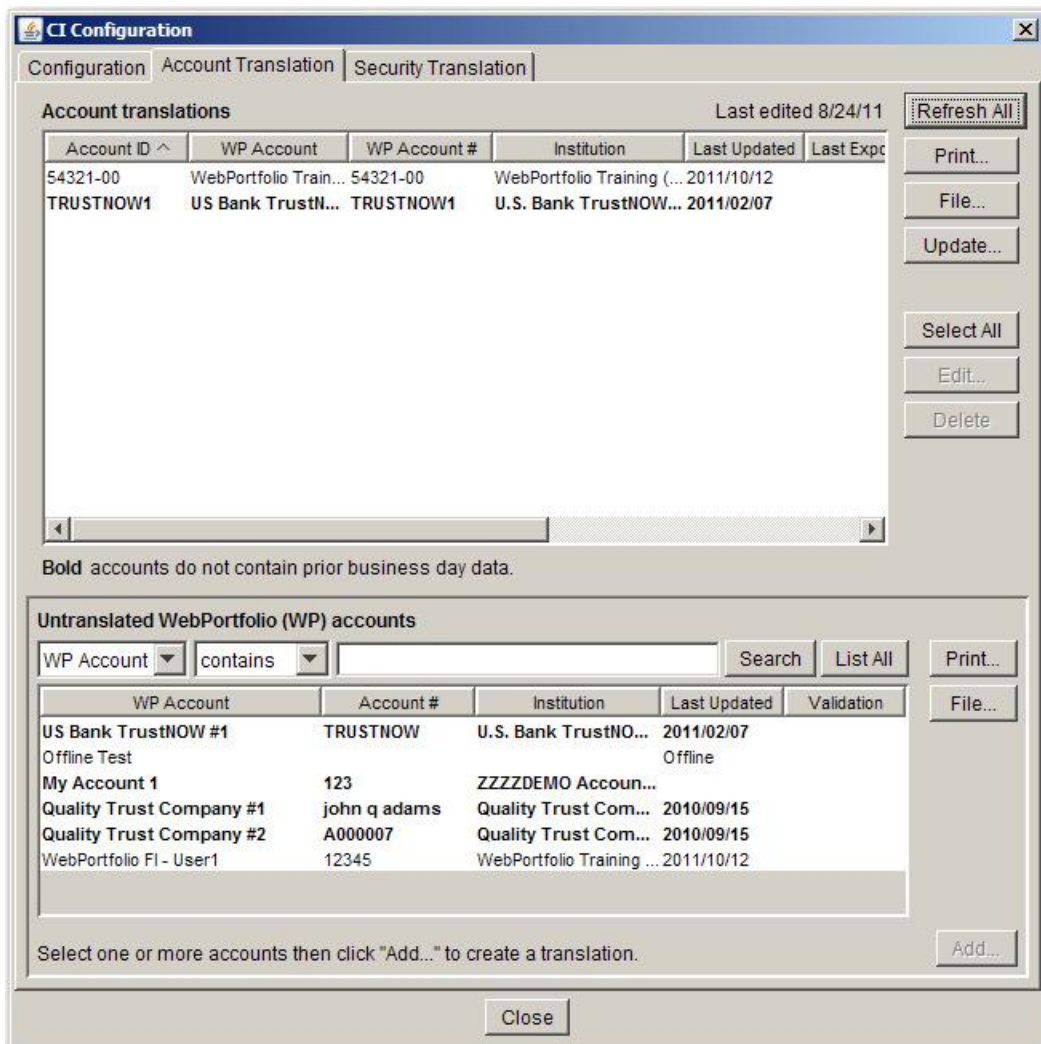 CI Configuration
Configuration Account Translation Security Translation
Account translations Last edited 8/24/11 Refresh All
Account ID ^ WP Account WP Account # Institution Last Updated Last Expo
Print...
54321-00 WebPortfolio Train... 54321-00 WebPortfolio Training (... 2011/10/12
TRUSTNOW1 US Bank TrustN... TRUSTNOW1 U.S. Bank TrustNOW... 2011/02/07
File...
Update...
Select All
Edit...
Delete
Bold accounts do not contain prior business day data.
Untranslated WebPortfolio (WP) accounts
WP Account contains Search List All Print...
WP Account Account # Institution Last Updated Validation
File...
US Bank TrustNOW #1 TRUSTNOW U.S. Bank TrustNO... 2011/02/07
Offline Test Offline
My Account 1 123 ZZZZDEMO Accoun...
Quality Trust Company #1 john q adams Quality Trust Com... 2010/09/15
Quality Trust Company #2 A000007 Quality Trust Com... 2010/09/15
WebPortfolio FI - User1 12345 WebPortfolio Training ... 2011/10/12
Select one or more accounts then click "Add..." to create a translation.
Add...
Close